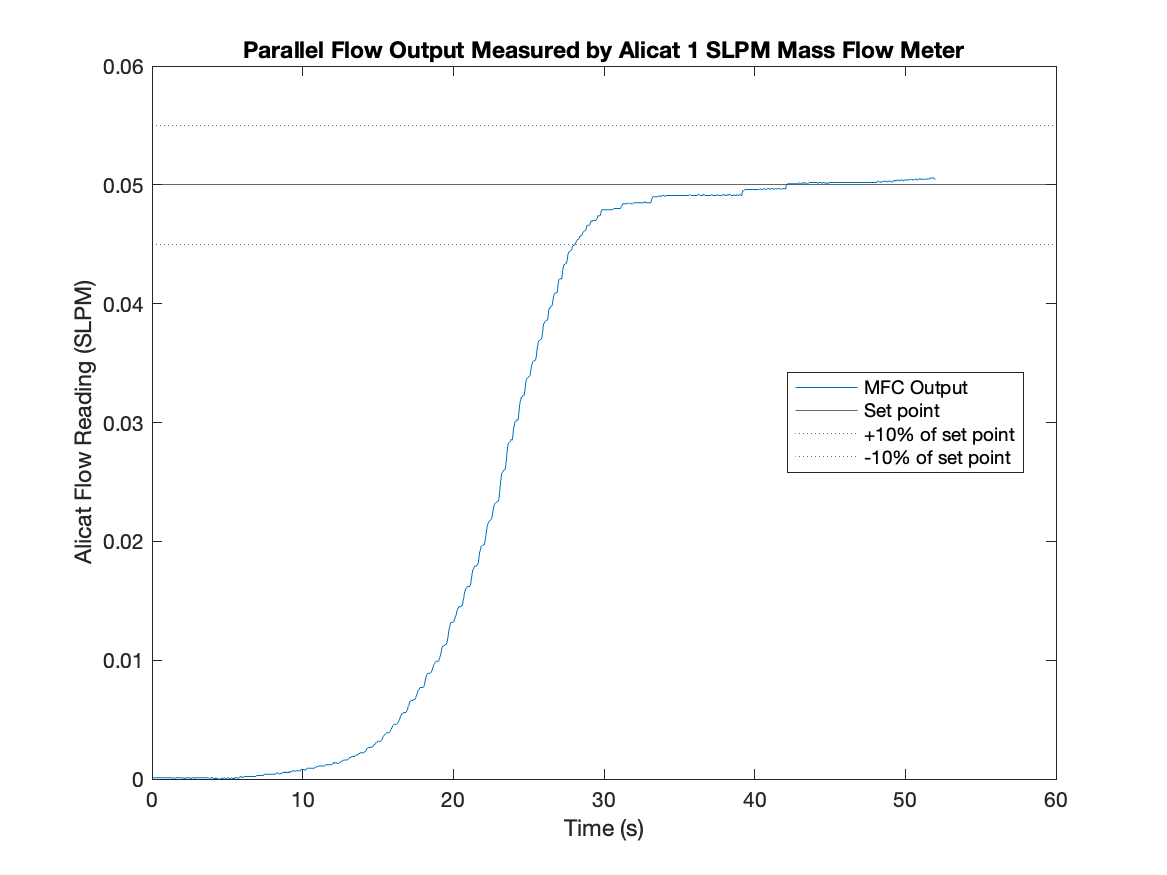 Parallel Flow Output Measured by Alicat 1 SLPM Mass Flow Meter
0.06
0.05
0.04
0.03
0.02
0.01
0
Alicat Flow Reading (SLPM)
MFC Output
Set point
+10% of set point
-10% of set point
0 10 20 30 40 50 60
Time (s)